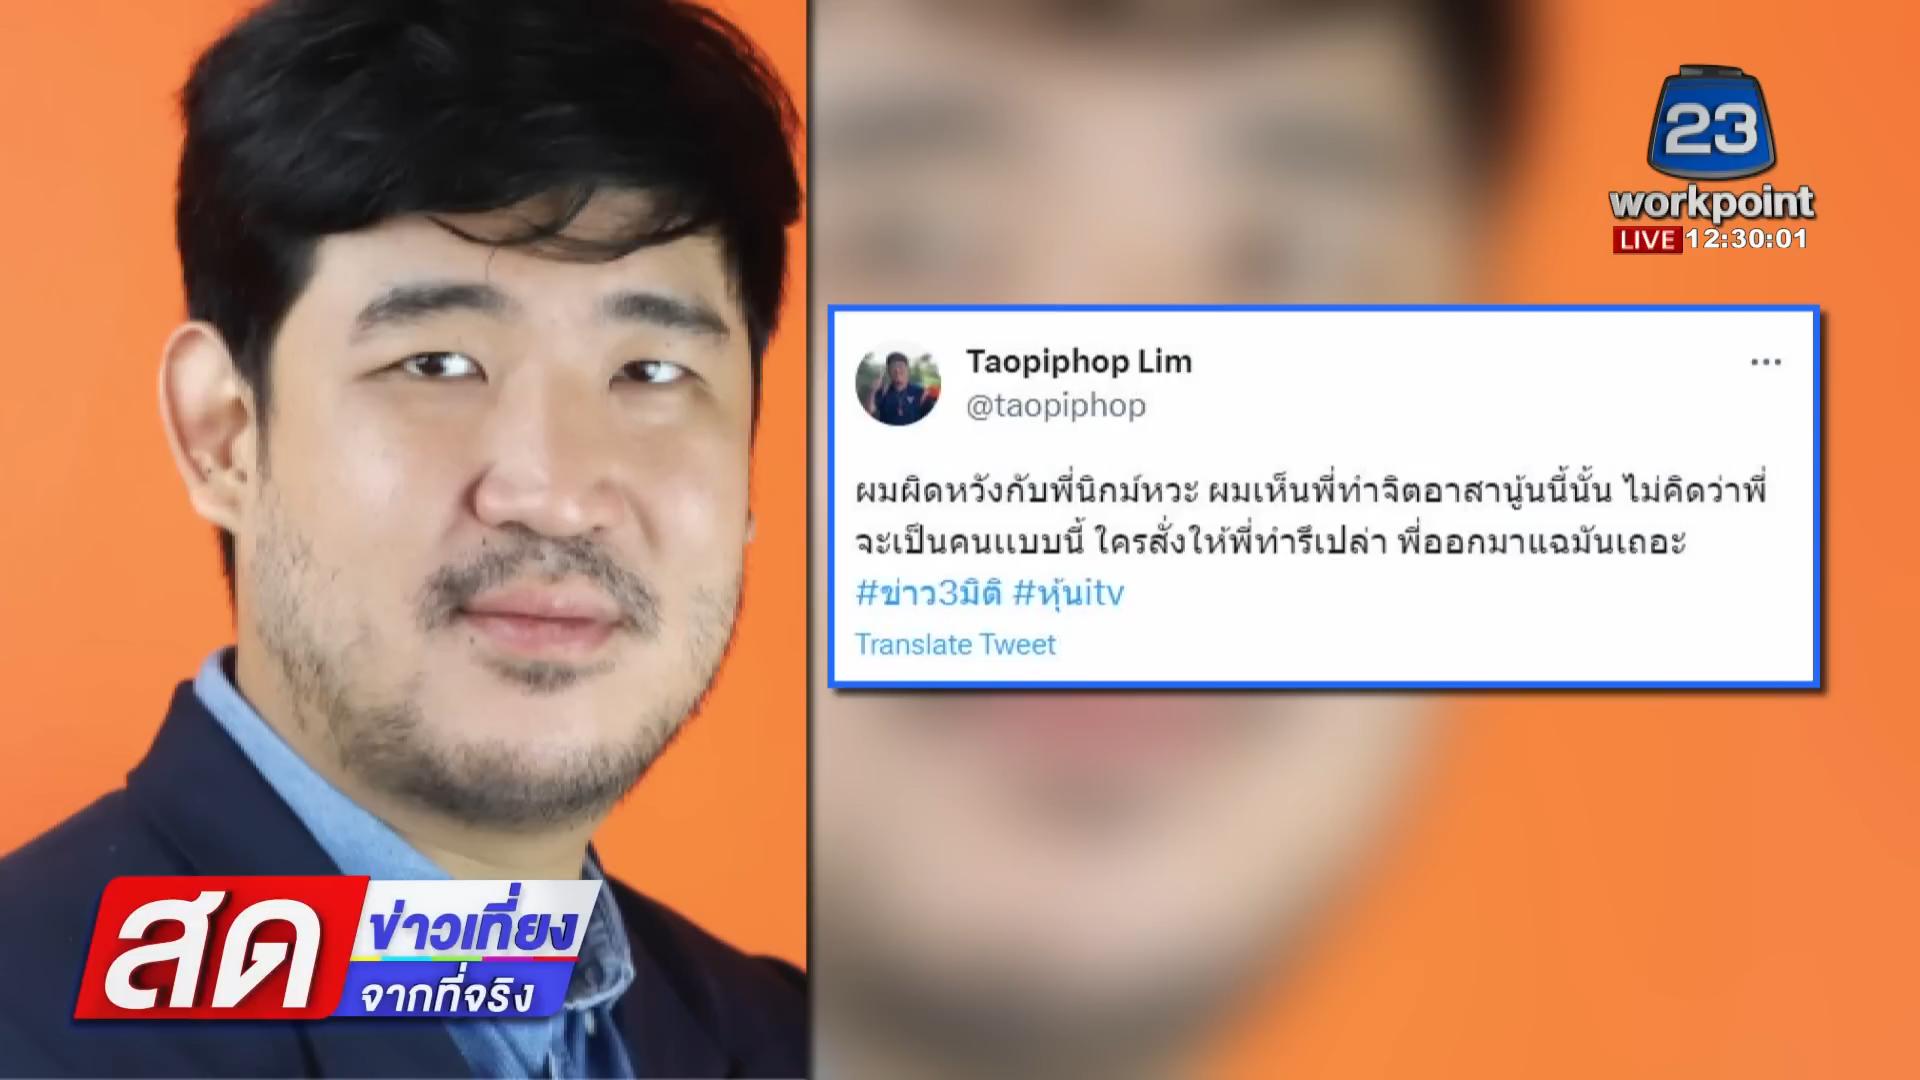 23
workpoint
LIVE 12:30:01
Taopiphop Lim
@taopiphop
ผมผิดหวังกับพี่นิกม์หวะ ผมเห็นพี่ทำจิตอาสานู้นนี้นั้น ไม่คิดว่าพี่
จะเป็นคนแบบนี้ ใครสั่งให้พี่ทำรึเปล่า พี่ออกมาแฉมันเถอะ
#ข่าว3มิติ #หุ้นitv
Translate Tweet
สด
ข่าวเที่ยง
จากที่จริง